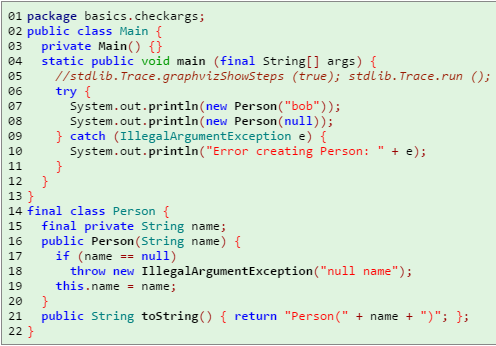 01 package basics.checkargs;
02 public class Main {
03   private Main() {}
04   static public void main (final String[] args) {
05     //stdlib.Trace.graphvizShowSteps (true); stdlib.Trace.run ();
06     try {
07       System.out.println(new Person("bob"));
08       System.out.println(new Person(null));
09     } catch (IllegalArgumentException e) {
10       System.out.println("Error creating Person: " + e);
11     }
12   }
13 }
14 final class Person {
15   final private String name;
16   public Person(String name) {
17     if (name == null)
18       throw new IllegalArgumentException("null name");
19     this.name = name;
20   }
21   public String toString() { return "Person(" + name + ")"; };
22 }